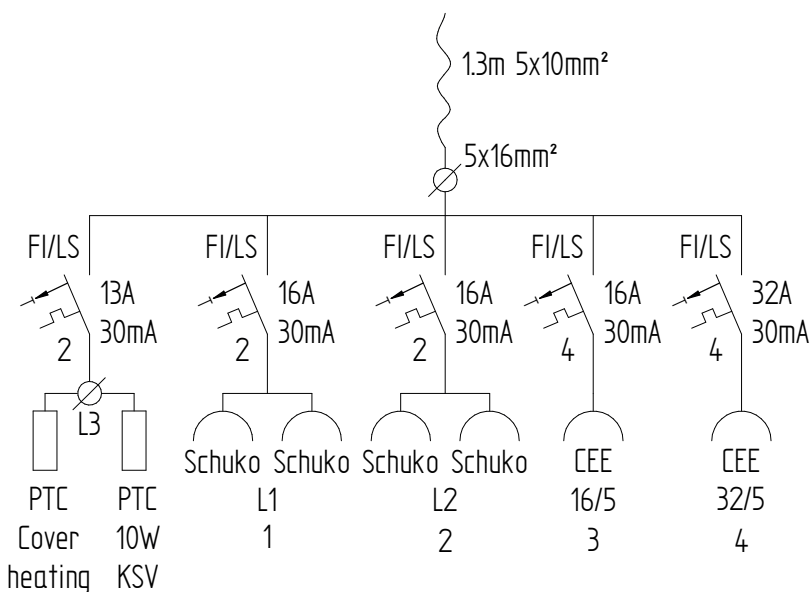 1.3m 5x10mm²
5x16mm²
FI/LS FI/LS FI/LS FI/LS FI/LS
13A 16A 16A 16A 32A
30mA 30mA 30mA 30mA 30mA
2 2 2 4 4
L3
Schuko Schuko Schuko Schuko CEE CEE
PTC PTC L1 L2 16/5 32/5
Cover 10W 1 2 3 4
heating KSV